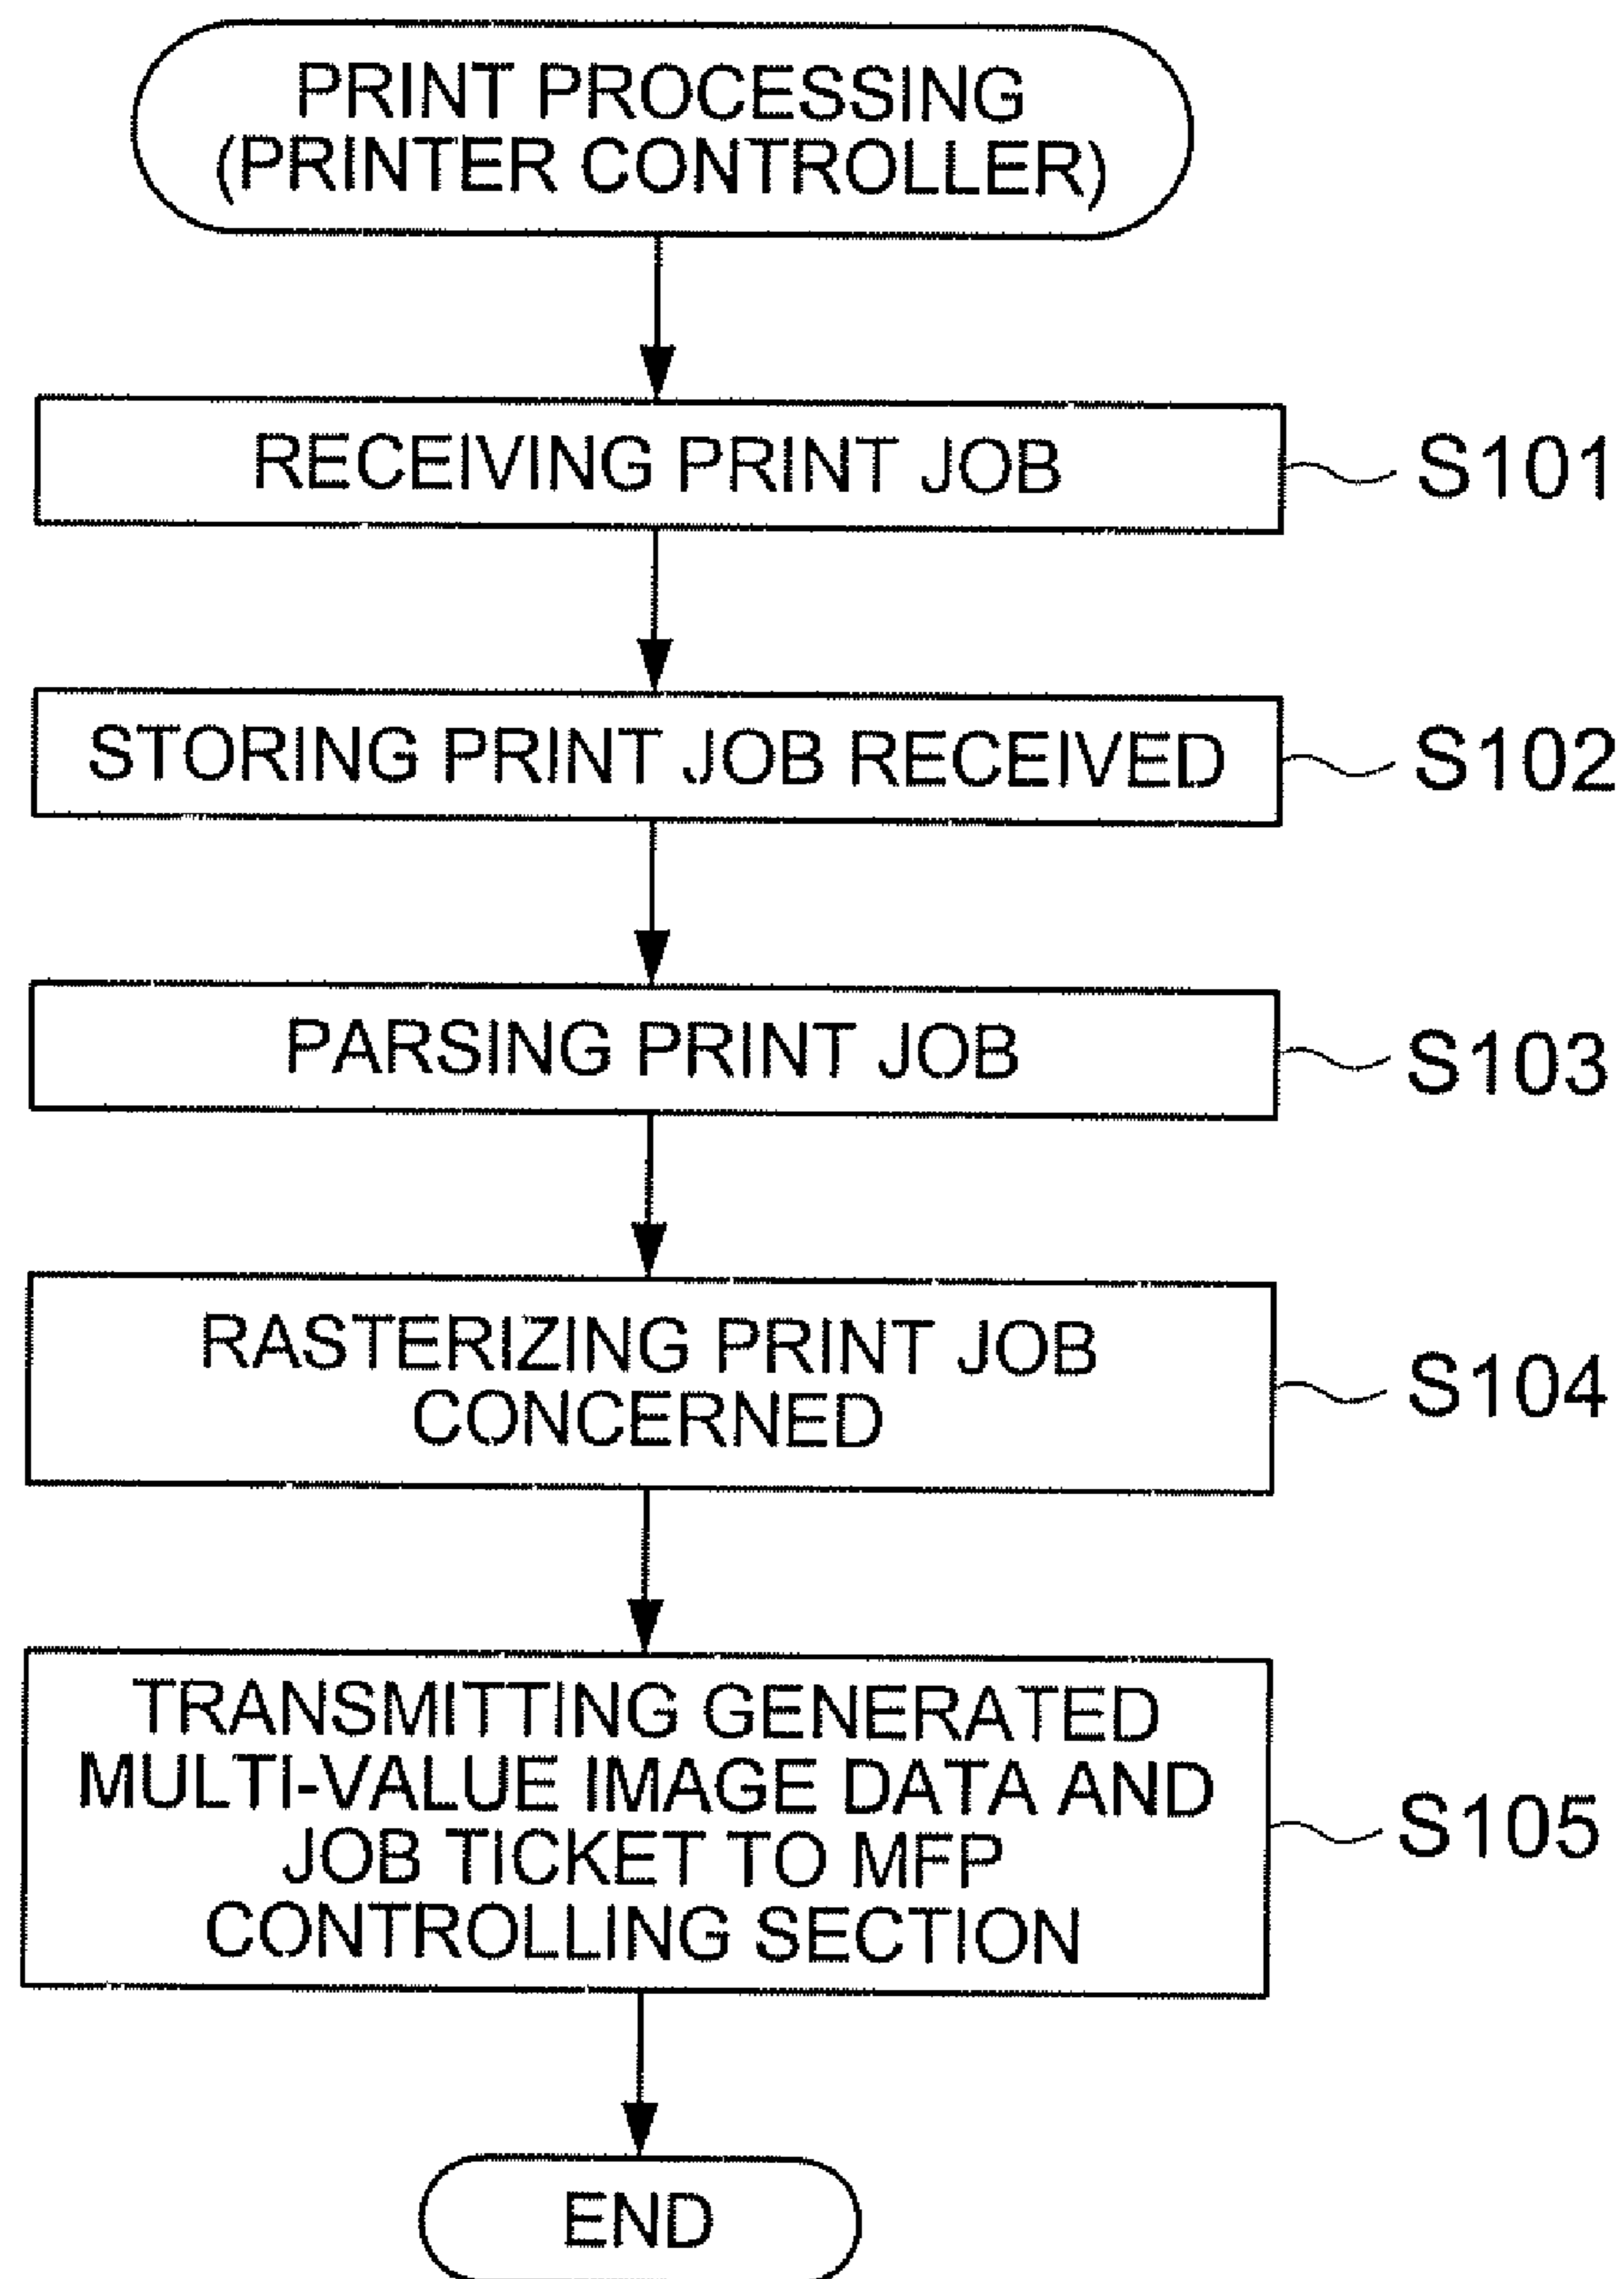 PRINT PROCESSING
(PRINTER CONTROLLER)
RECEIVING PRINT JOB
S101
STORING PRINT JOB RECEIVED
S102
PARSING PRINT JOB
S103
RASTERIZING PRINT JOB
CONCERNED
S104
TRANSMITTING GENERATED
MULTI-VALUE IMAGE DATA AND
JOB TICKET TO MFP
CONTROLLING SECTION
S105
END